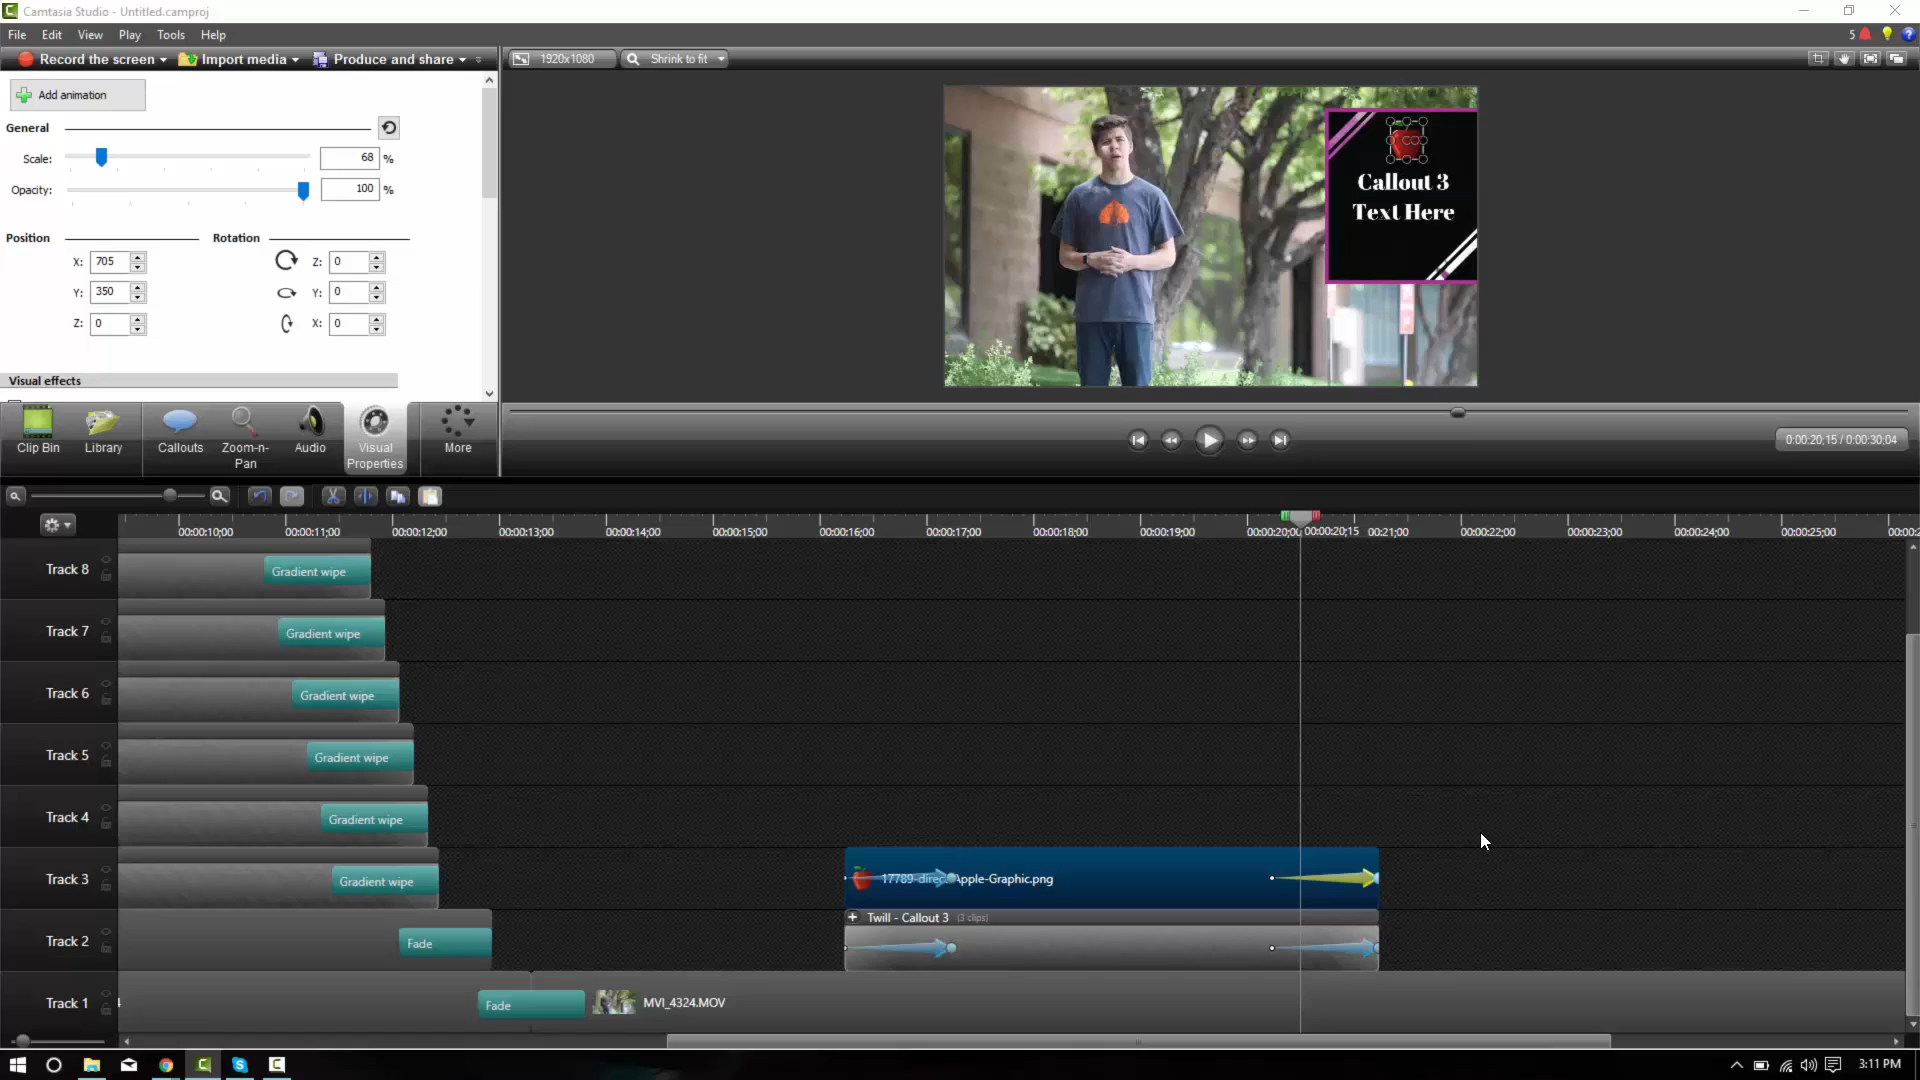 Camtasia Studio - Untitled.camproj
File Edit View Play Tools Help
5
Record the screen Import media Produce and share
1920x1080 Shrink to fit
Add animation
General
Scale: 68 %
Opacity: 100 %
Position Rotation
X: 705 Z: 0
Y: 350 Y: 0
Z: 0 X: 0
Visual effects
Callout 3
Text Here
Clip Bin
Library
Callouts
Zoom-n-
Pan
Audio
Visual
Properties
More
0:00:20;15 / 0:00:30;04
00:00:10;00 00:00:11;00 00:00:12;00 00:00:13;00 00:00:14;00 00:00:15;00 00:00:16;00 00:00:17;00 00:00:18;00 00:00:19;00 00:00:20;15 00:00:22;00 00:00:23;00 00:00:24;00 00:00:25;00
Track 8 Gradient wipe
Track 7 Gradient wipe
Track 6 Gradient wipe
Track 5 Gradient wipe
Track 4 Gradient wipe
Track 3 Gradient wipe Apple-Graphic.png
Twill - Callout 3 (3 clips)
Track 2 Fade
Track 1 Fade MVI_4324.MOV
3:11 PM